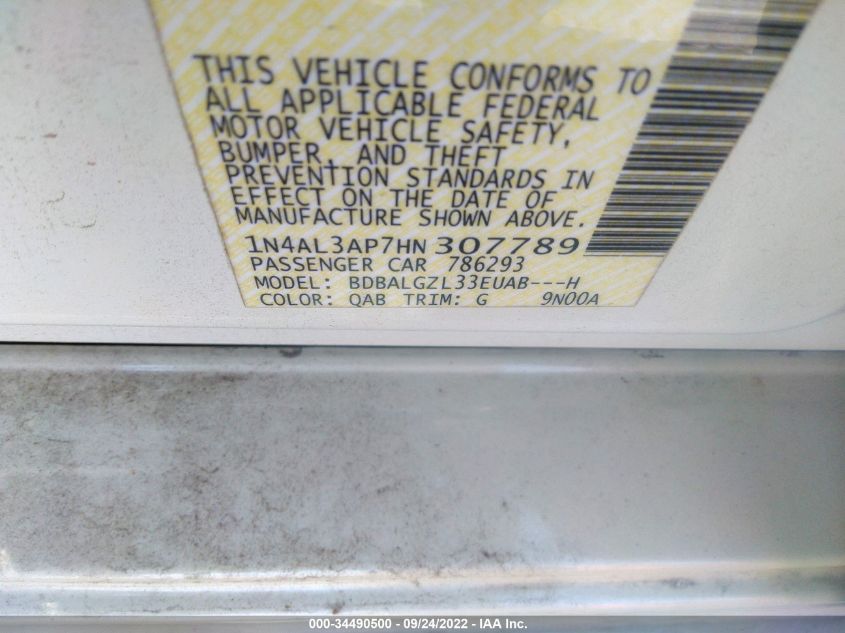 THIS VEHICLE CONFORMS TO
ALL APPLICABLE FEDERAL
MOTOR VEHICLE SAFETY,
BUMPER, AND THEFT
PREVENTION STANDARDS IN
EFFECT ON THE DATE OF
MANUFACTURE SHOWN ABOVE.
1N4AL3AP7HN307789
PASSENGER CAR 786293
MODEL: BDBALGZL33EUAB---H
COLOR: QAB TRIM: G 9N00A
000-34490500 - 09/24/2022 - IAA Inc.